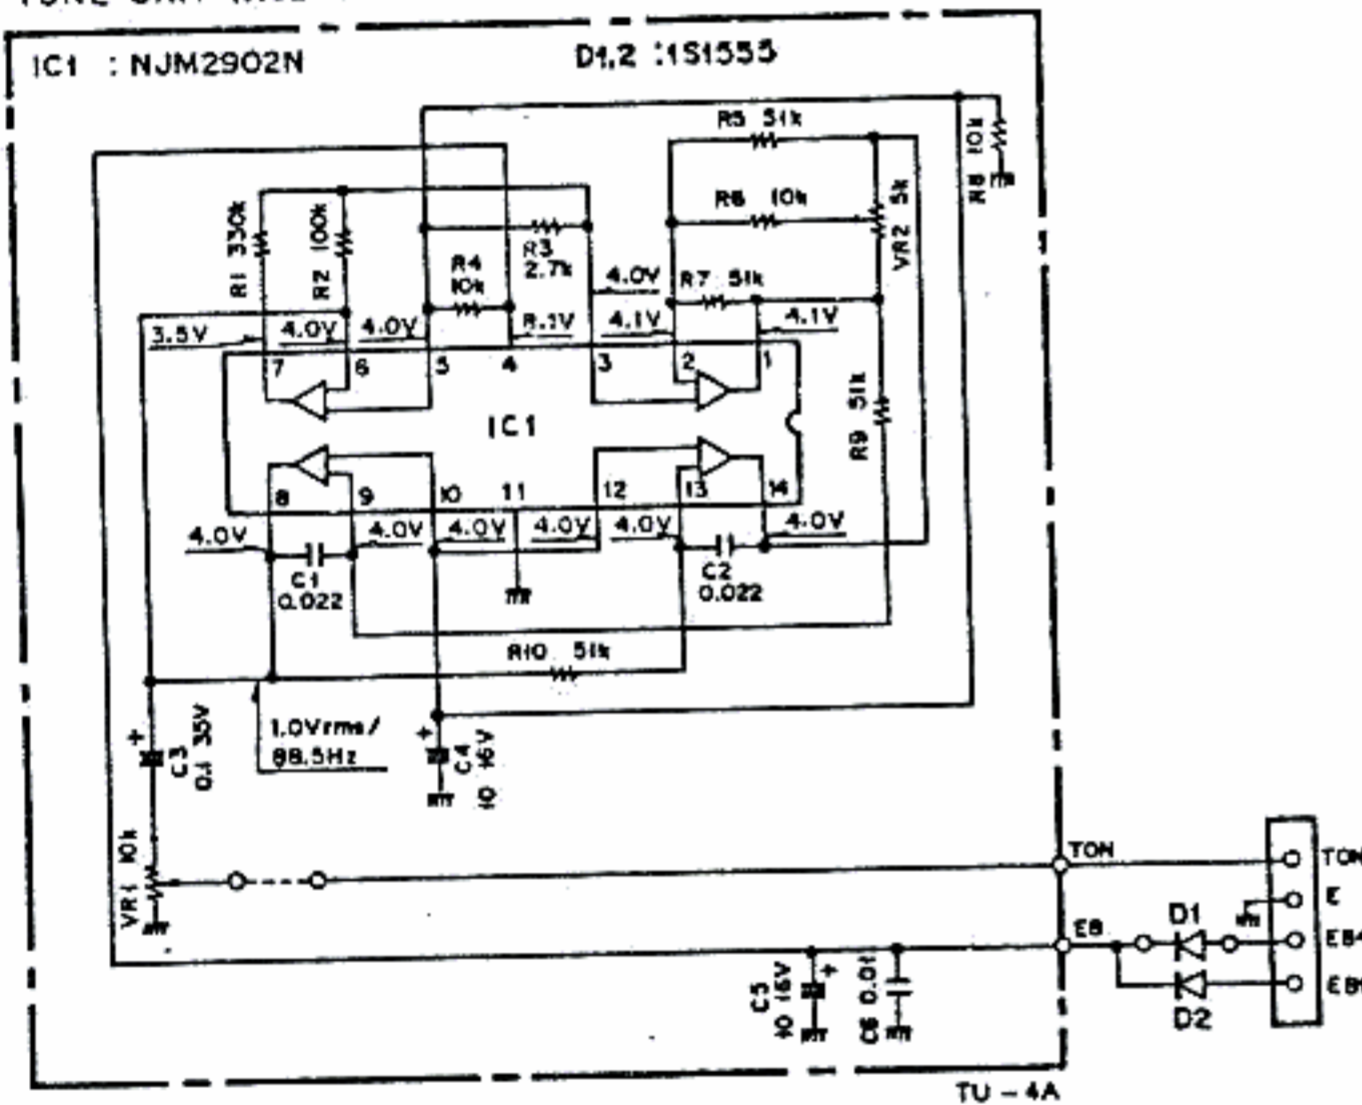 IC1 : NJM2902N
D1,2 :1S1555
R5 51k
R8 10k
R6 10k
VR2 5k
R1 330k
R2 100k
R3
2.7k
R4
10k
R7 51k
4.0V
3.5V
4.0V
4.0V
8.1V
4.1V
4.1V
7
6
5
4
3
2
1
IC1
R9 51k
8
9
10
11
12
13
14
4.0V
4.0V
4.0V
4.0V
4.0V
4.0V
C1
0.022
C2
0.022
R10 51k
1.0Vrms/
88.5Hz
C3
0.1 35V
C4
10 16V
VR1 10k
TON
TON
E
EB
D1
D2
C5
10 16V
C6 0.01
TU-4A